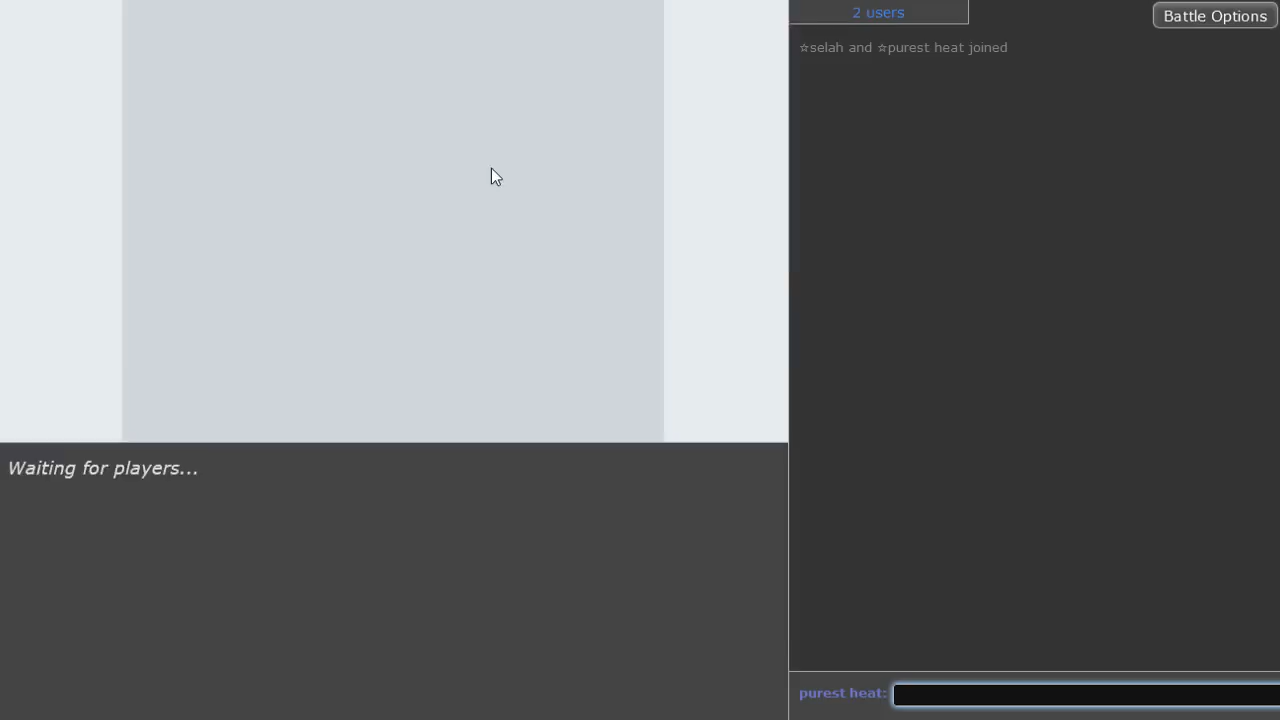 2 users
Battle Options
☆selah and ☆purest heat joined
Waiting for players...
purest heat: